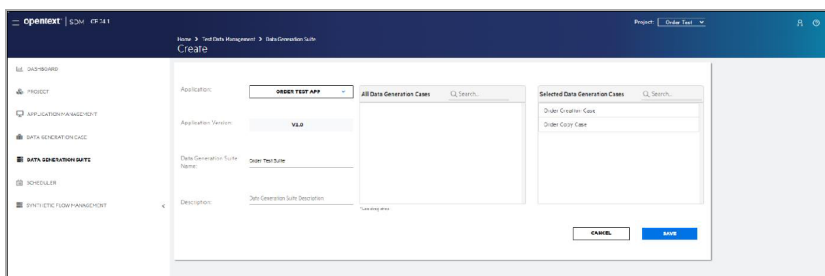 opentext | SDM CE 24.1
Project: Order Tool
Home > Test Data Management > Data Generation Suite
Create
DASHBOARD
PROJECT
APPLICATION MANAGEMENT
DATA GENERATION CASE
DATA GENERATION SUITE
SCHEDULER
SYNTHETIC FLOW MANAGEMENT
Application:
ORDER TEST APP
Application Version:
V1.0
Data Generation Suite
Name:
Order Test Suite
Description:
Data Generation Suite Description
All Data Generation Cases
Search...
Selected Data Generation Cases
Search...
Order Creation Case
Order Copy Case
CANCEL
SAVE